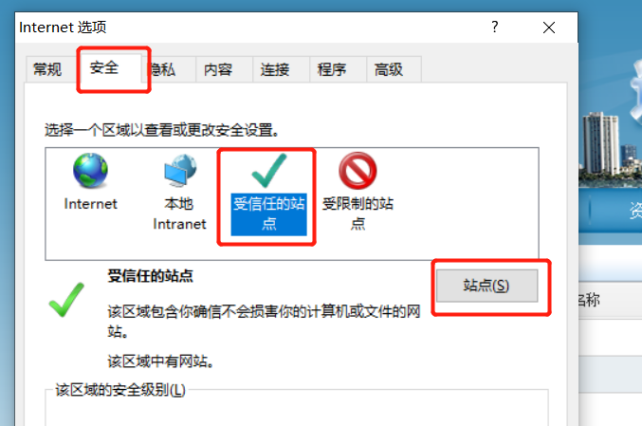 Internet 选项
?
常规 安全 隐私 内容 连接 程序 高级
选择一个区域以查看或更改安全设置。
Internet
本地
Intranet
受信任的站
点
受限制的站
点
受信任的站点
站点(S)
该区域包含你确信不会损害你的计算机或文件的网
站。
该区域中有网站。
该区域的安全级别(L)
资
名称